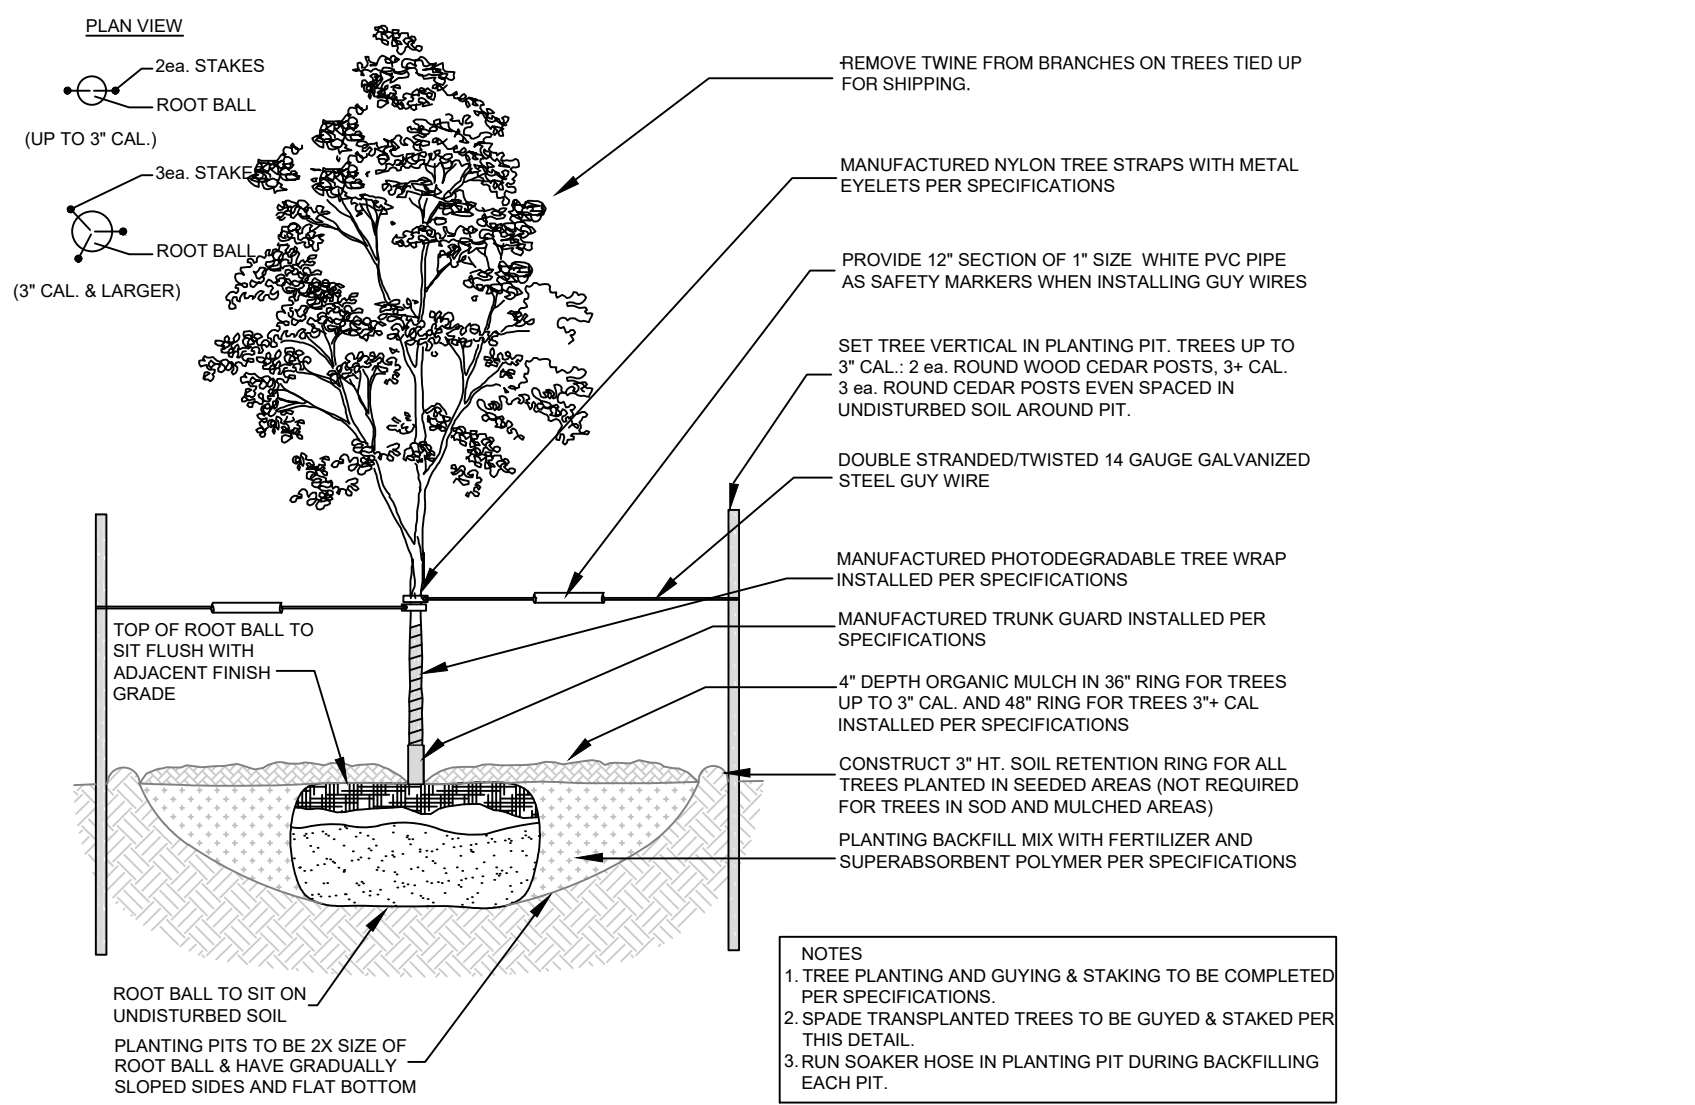 PLAN VIEW
2ea. STAKES
ROOT BALL
(UP TO 3" CAL.)
3ea. STAKES
ROOT BALL
(3" CAL. & LARGER)
REMOVE TWINE FROM BRANCHES ON TREES TIED UP
FOR SHIPPING.
MANUFACTURED NYLON TREE STRAPS WITH METAL
EYELETS PER SPECIFICATIONS
PROVIDE 12" SECTION OF 1" SIZE WHITE PVC PIPE
AS SAFETY MARKERS WHEN INSTALLING GUY WIRES
SET TREE VERTICAL IN PLANTING PIT. TREES UP TO
3" CAL.: 2 ea. ROUND WOOD CEDAR POSTS, 3+ CAL.
3 ea. ROUND CEDAR POSTS EVEN SPACED IN
UNDISTURBED SOIL AROUND PIT.
DOUBLE STRANDED/TWISTED 14 GAUGE GALVANIZED
STEEL GUY WIRE
MANUFACTURED PHOTODEGRADABLE TREE WRAP
INSTALLED PER SPECIFICATIONS
MANUFACTURED TRUNK GUARD INSTALLED PER
SPECIFICATIONS
4" DEPTH ORGANIC MULCH IN 36" RING FOR TREES
UP TO 3" CAL. AND 48" RING FOR TREES 3"+ CAL
INSTALLED PER SPECIFICATIONS
CONSTRUCT 3" HT. SOIL RETENTION RING FOR ALL
TREES PLANTED IN SEEDED AREAS (NOT REQUIRED
FOR TREES IN SOD AND MULCHED AREAS)
PLANTING BACKFILL MIX WITH FERTILIZER AND
SUPERABSORBENT POLYMER PER SPECIFICATIONS
TOP OF ROOT BALL TO
SIT FLUSH WITH
ADJACENT FINISH
GRADE
ROOT BALL TO SIT ON
UNDISTURBED SOIL
PLANTING PITS TO BE 2X SIZE OF
ROOT BALL & HAVE GRADUALLY
SLOPED SIDES AND FLAT BOTTOM
NOTES
1. TREE PLANTING AND GUYING & STAKING TO BE COMPLETED
PER SPECIFICATIONS.
2. SPADE TRANSPLANTED TREES TO BE GUYED & STAKED PER
THIS DETAIL.
3. RUN SOAKER HOSE IN PLANTING PIT DURING BACKFILLING
EACH PIT.